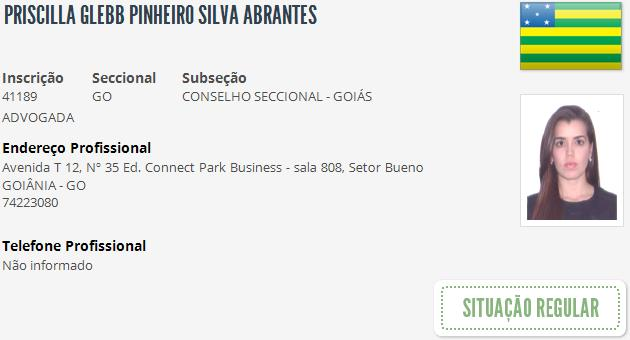 PRISCILLA GLEBB PINHEIRO SILVA ABRANTES
Inscrição Seccional Subseção
41189 GO CONSELHO SECCIONAL - GOIÁS
ADVOGADA
Endereço Profissional
Avenida T 12, Nº 35 Ed. Connect Park Business - sala 808, Setor Bueno
GOIÂNIA - GO
74223080
Telefone Profissional
Não informado
SITUAÇÃO REGULAR